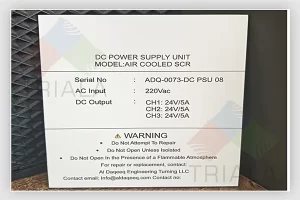 DC POWER SUPPLY UNIT
MODEL:AIR COOLED SCR
Serial No : ADQ-0073-DC PSU 08
AC Input : 220Vac
DC Output : CH1: 24V/5A
CH2: 24V/5A
CH3: 24V/5A
⚠ WARNING
• Do Not Attempt To Repair
• Do Not Open Unless Isolated
• Do Not Open In the Presence of a Flammable Atmosphere
For repair or replacement, contact:
Al Daqeeq Engineering Turning LLC
Contact email: Info@aldaqeeq.com contact no:
TRIAL
TRIAL